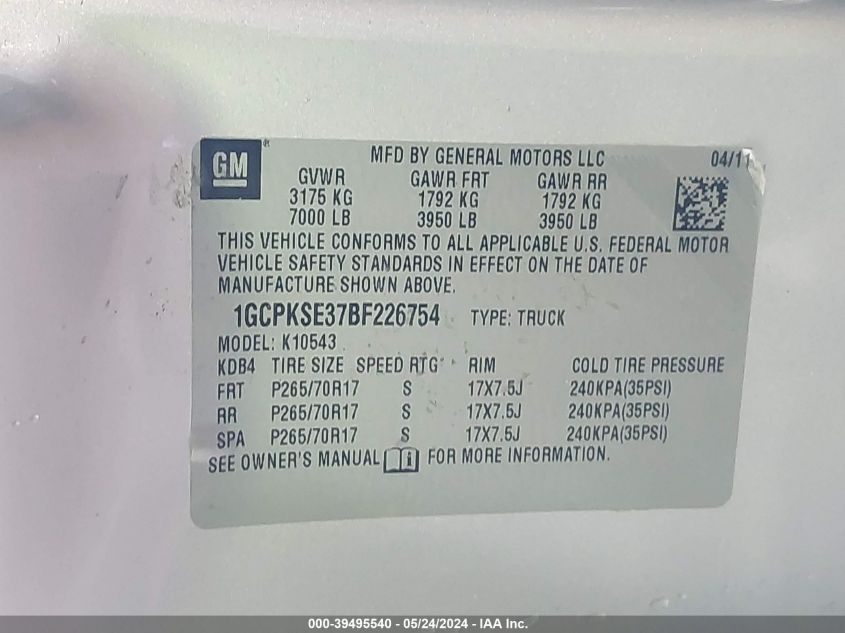 GM ®
MFD BY GENERAL MOTORS LLC 04/11
GVWR GAWR FRT GAWR RR
3175 KG 1792 KG 1792 KG
7000 LB 3950 LB 3950 LB
THIS VEHICLE CONFORMS TO ALL APPLICABLE U.S. FEDERAL MOTOR
VEHICLE SAFETY STANDARDS IN EFFECT ON THE DATE OF
MANUFACTURE SHOWN ABOVE.
1GCPKSE37BF226754 TYPE: TRUCK
MODEL: K10543
KDB4 TIRE SIZE SPEED RTG RIM COLD TIRE PRESSURE
FRT P265/70R17 S 17X7.5J 240KPA(35PSI)
RR P265/70R17 S 17X7.5J 240KPA(35PSI)
SPA P265/70R17 S 17X7.5J 240KPA(35PSI)
SEE OWNER'S MANUAL i FOR MORE INFORMATION.
000-39495540 - 05/24/2024 - IAA Inc.